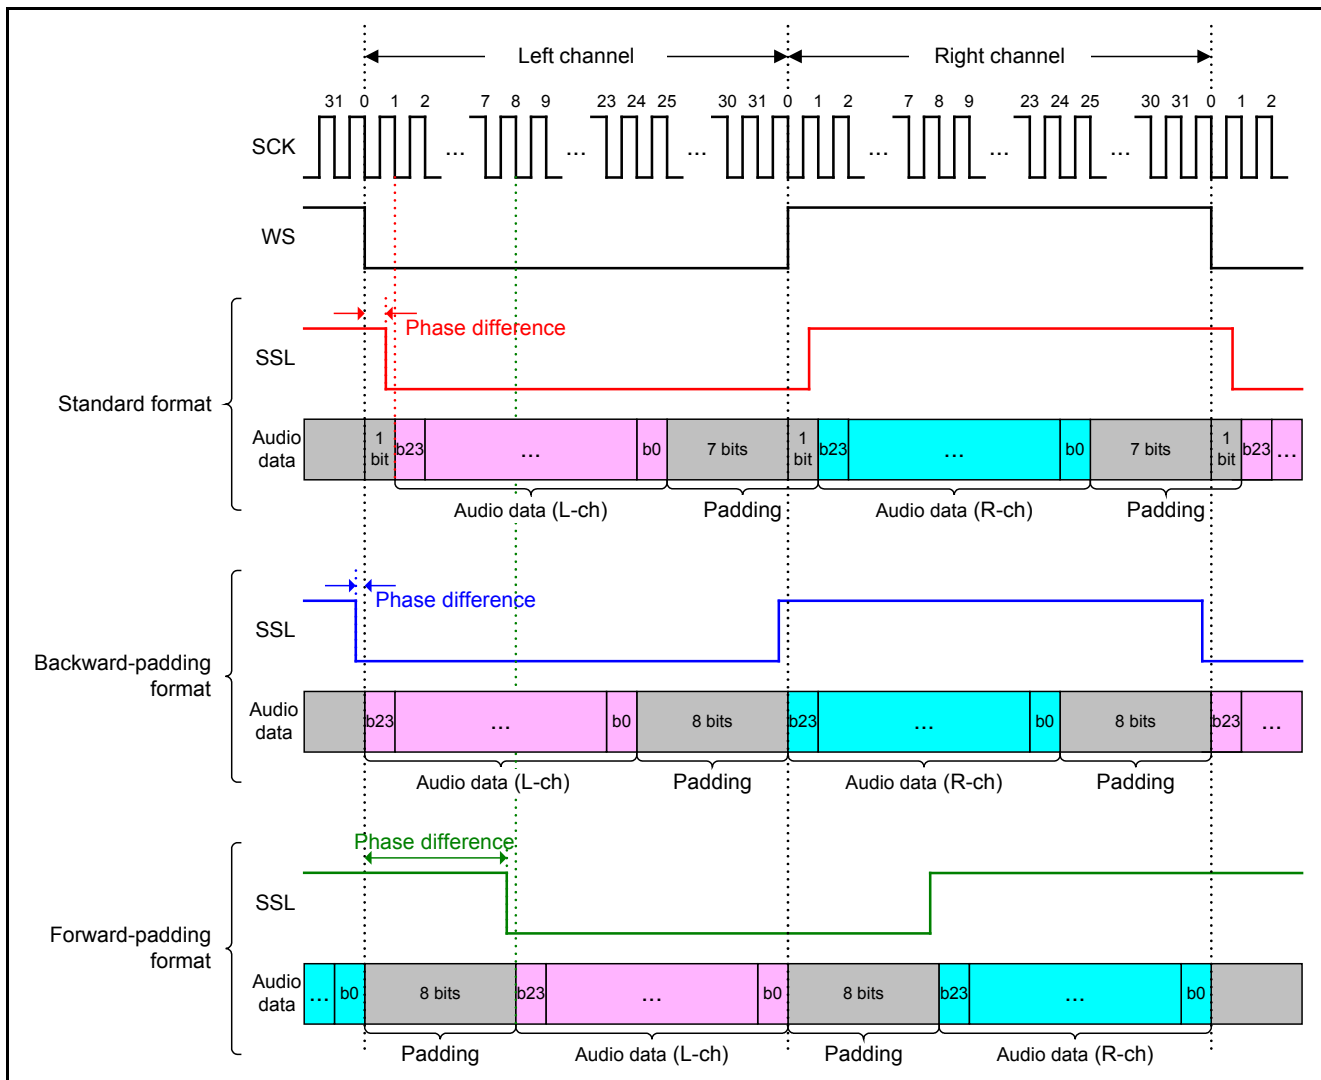 Left channel Right channel
31 0 1 2 7 8 9 23 24 25 30 31 0 1 2 7 8 9 23 24 25 30 31 0 1 2
SCK ... ... ... ... ... ...
WS
Phase difference
SSL
Standard format
Audio data 1 bit b23 ... b0 7 bits 1 bit b23 ... b0 7 bits 1 bit b23 ...
Audio data (L-ch) Padding Audio data (R-ch) Padding
Phase difference
SSL
Backward-padding
format
Audio data b23 ... b0 8 bits b23 ... b0 8 bits b23 ...
Audio data (L-ch) Padding Audio data (R-ch) Padding
Phase difference
SSL
Forward-padding
format
Audio data ... b0 8 bits b23 ... b0 8 bits b23 ... b0
Padding Audio data (L-ch) Padding Audio data (R-ch)